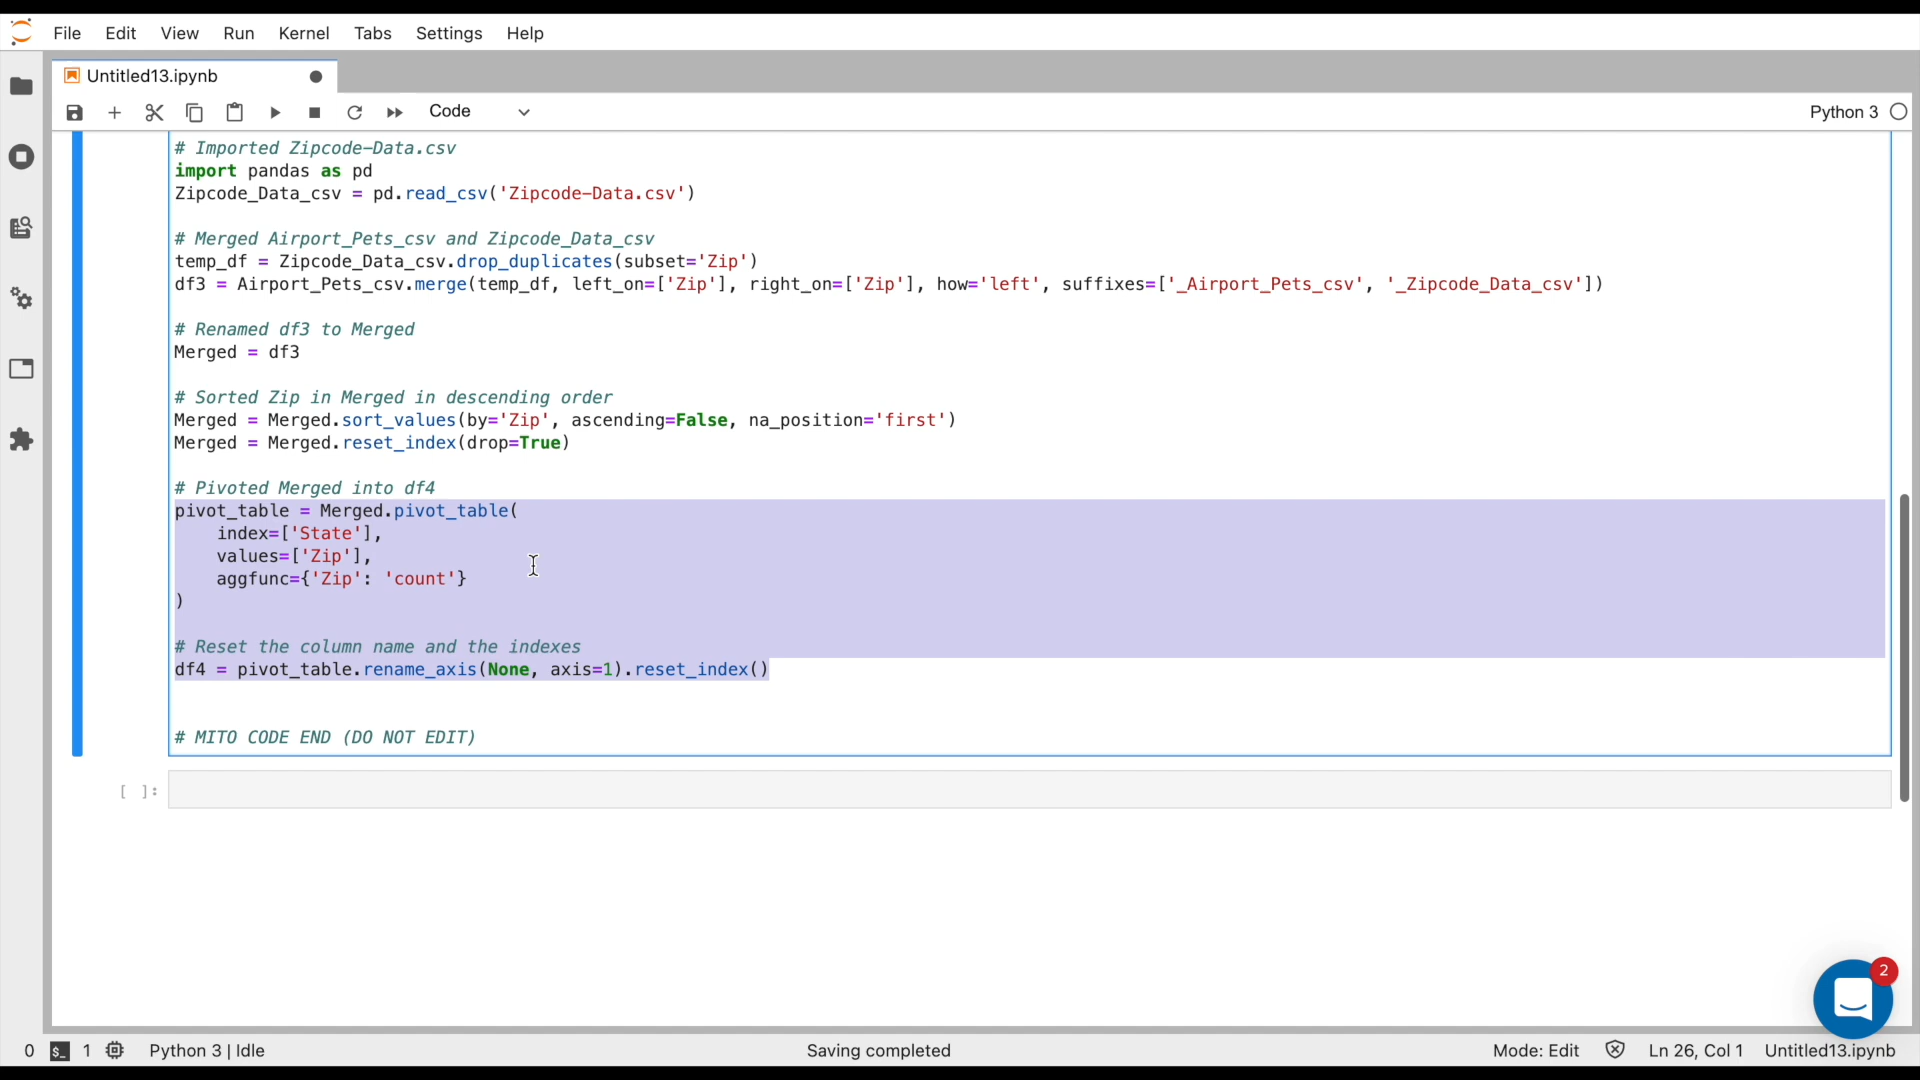 File Edit View Run Kernel Tabs Settings Help
Untitled13.ipynb
Code
Python 3
# Imported Zipcode-Data.csv
import pandas as pd
Zipcode_Data_csv = pd.read_csv('Zipcode-Data.csv')
# Merged Airport_Pets_csv and Zipcode_Data_csv
temp_df = Zipcode_Data_csv.drop_duplicates(subset='Zip')
df3 = Airport_Pets_csv.merge(temp_df, left_on=['Zip'], right_on=['Zip'], how='left', suffixes=['_Airport_Pets_csv', '_Zipcode_Data_csv'])
# Renamed df3 to Merged
Merged = df3
# Sorted Zip in Merged in descending order
Merged = Merged.sort_values(by='Zip', ascending=False, na_position='first')
Merged = Merged.reset_index(drop=True)
# Pivoted Merged into df4
pivot_table = Merged.pivot_table(
    index=['State'],
    values=['Zip'],
    aggfunc={'Zip': 'count'}
)
# Reset the column name and the indexes
df4 = pivot_table.rename_axis(None, axis=1).reset_index()
# MITO CODE END (DO NOT EDIT)
[ ]:
2
0 $_ 1 Python 3 | Idle Saving completed Mode: Edit Ln 26, Col 1 Untitled13.ipynb